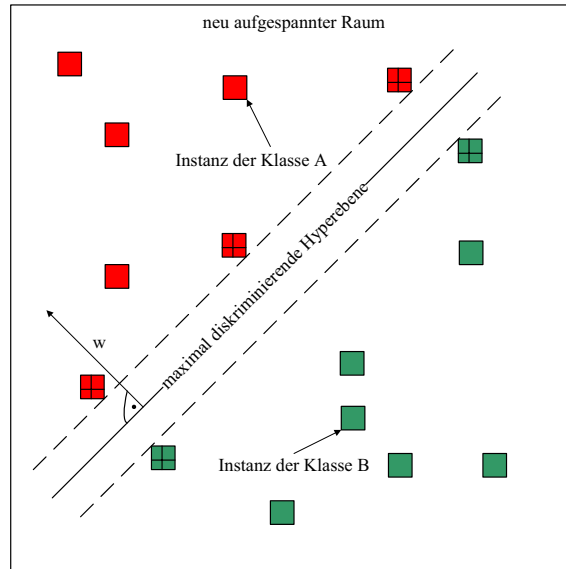 neu aufgespannter Raum
Instanz der Klasse A
maximal diskriminierende Hyperebene
w
Instanz der Klasse B